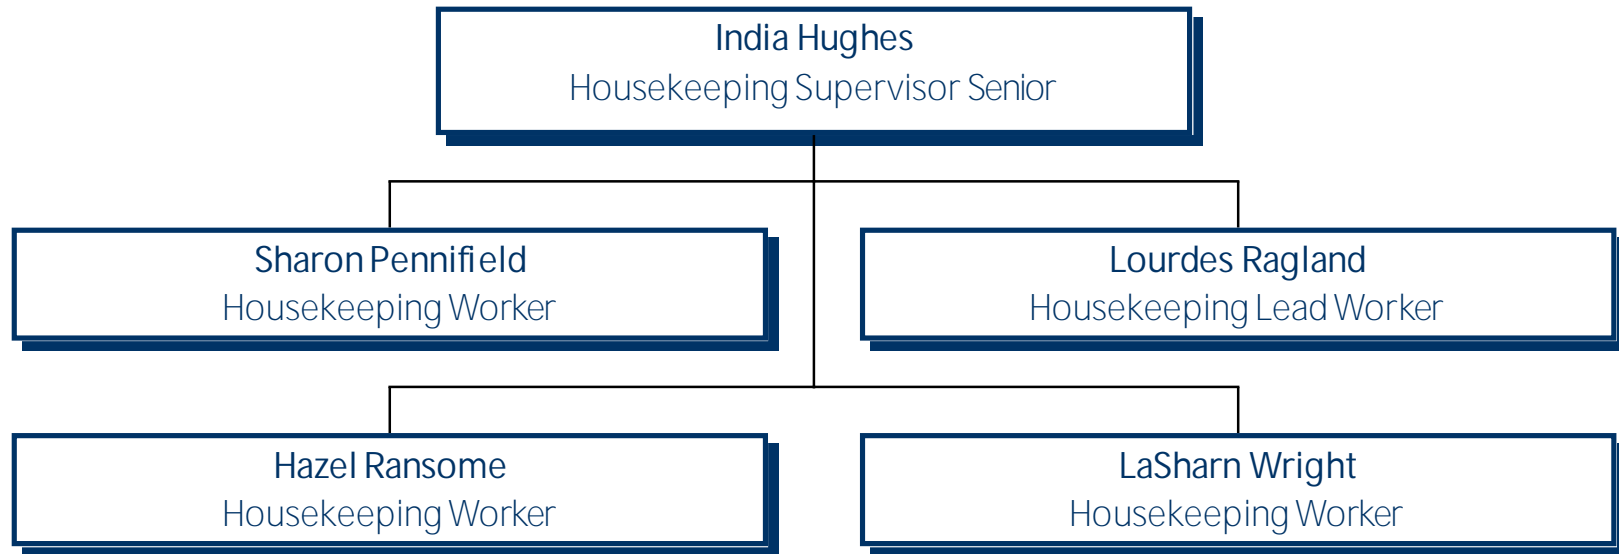 India Hughes
Housekeeping Supervisor Senior
Sharon Pennifield
Housekeeping Worker
Lourdes Ragland
Housekeeping Lead Worker
Hazel Ransome
Housekeeping Worker
LaSharn Wright
Housekeeping Worker